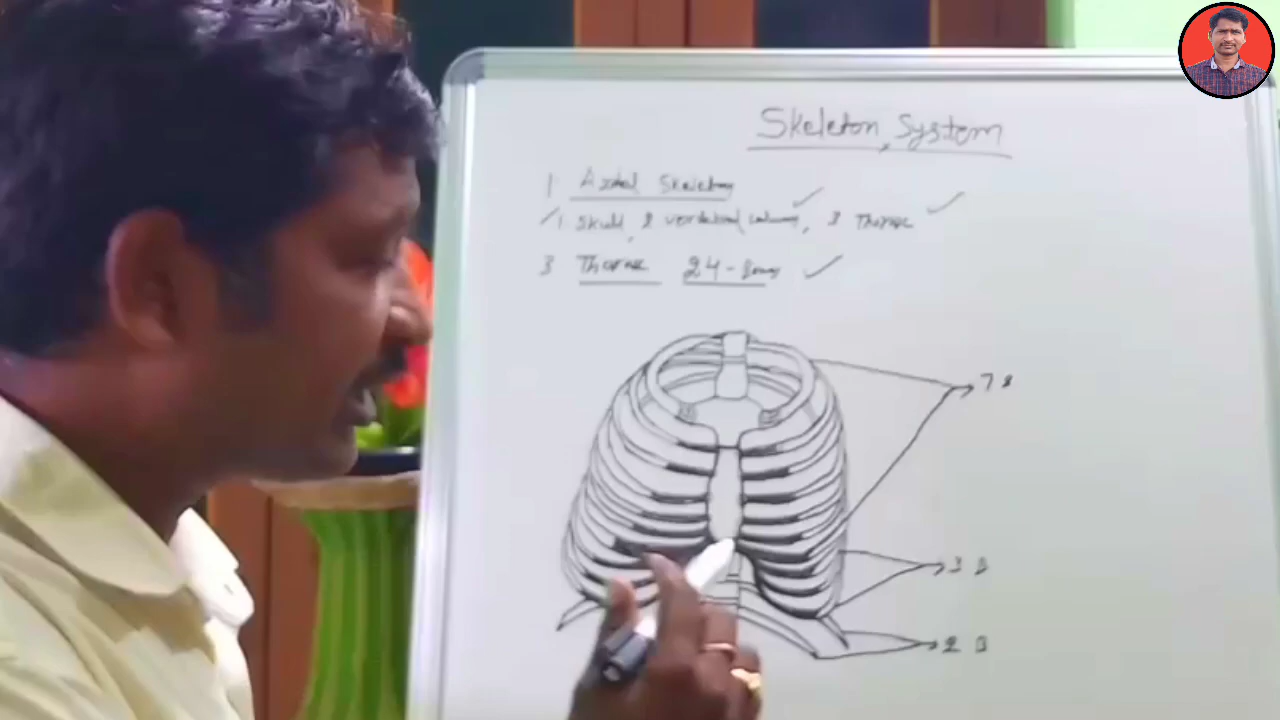 Skeleton System
1 Axial Skeleton
1 Skull, 2 vertebral column, 3 Thorax
3 Thorax 24 - Bones
7 B
3 B
2 B